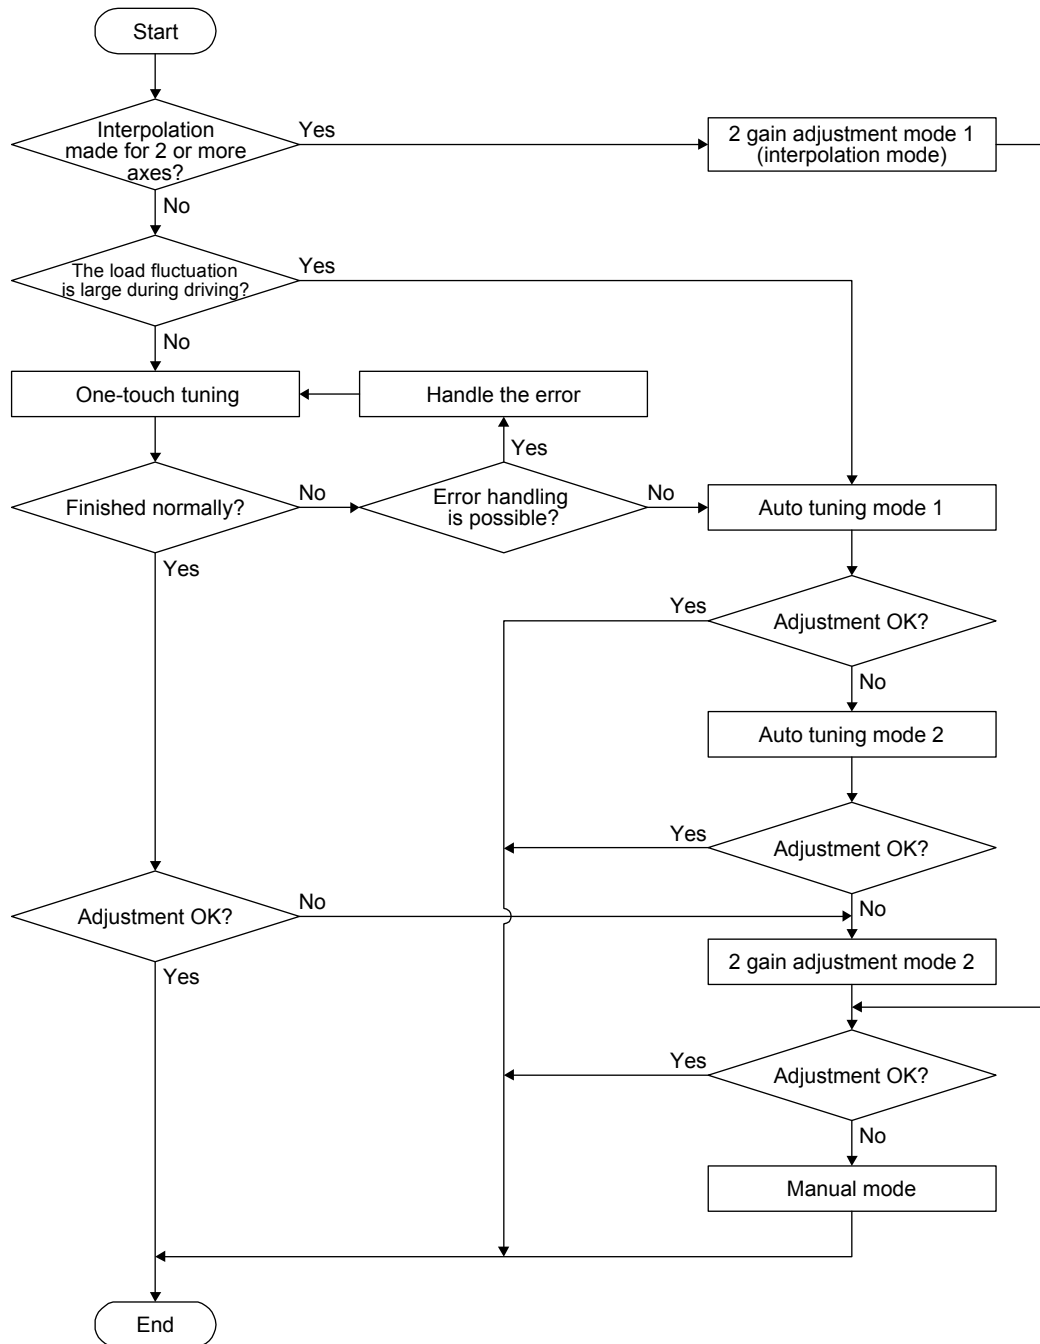 Start
Interpolation
made for 2 or more
axes?
Yes
2 gain adjustment mode 1
(interpolation mode)
No
The load fluctuation
is large during driving?
Yes
No
One-touch tuning
Handle the error
Yes
Finished normally?
No
Error handling
is possible?
No
Auto tuning mode 1
Yes
Yes
Adjustment OK?
No
Auto tuning mode 2
Yes
Adjustment OK?
No
Adjustment OK?
No
Yes
2 gain adjustment mode 2
Yes
Adjustment OK?
No
Manual mode
End